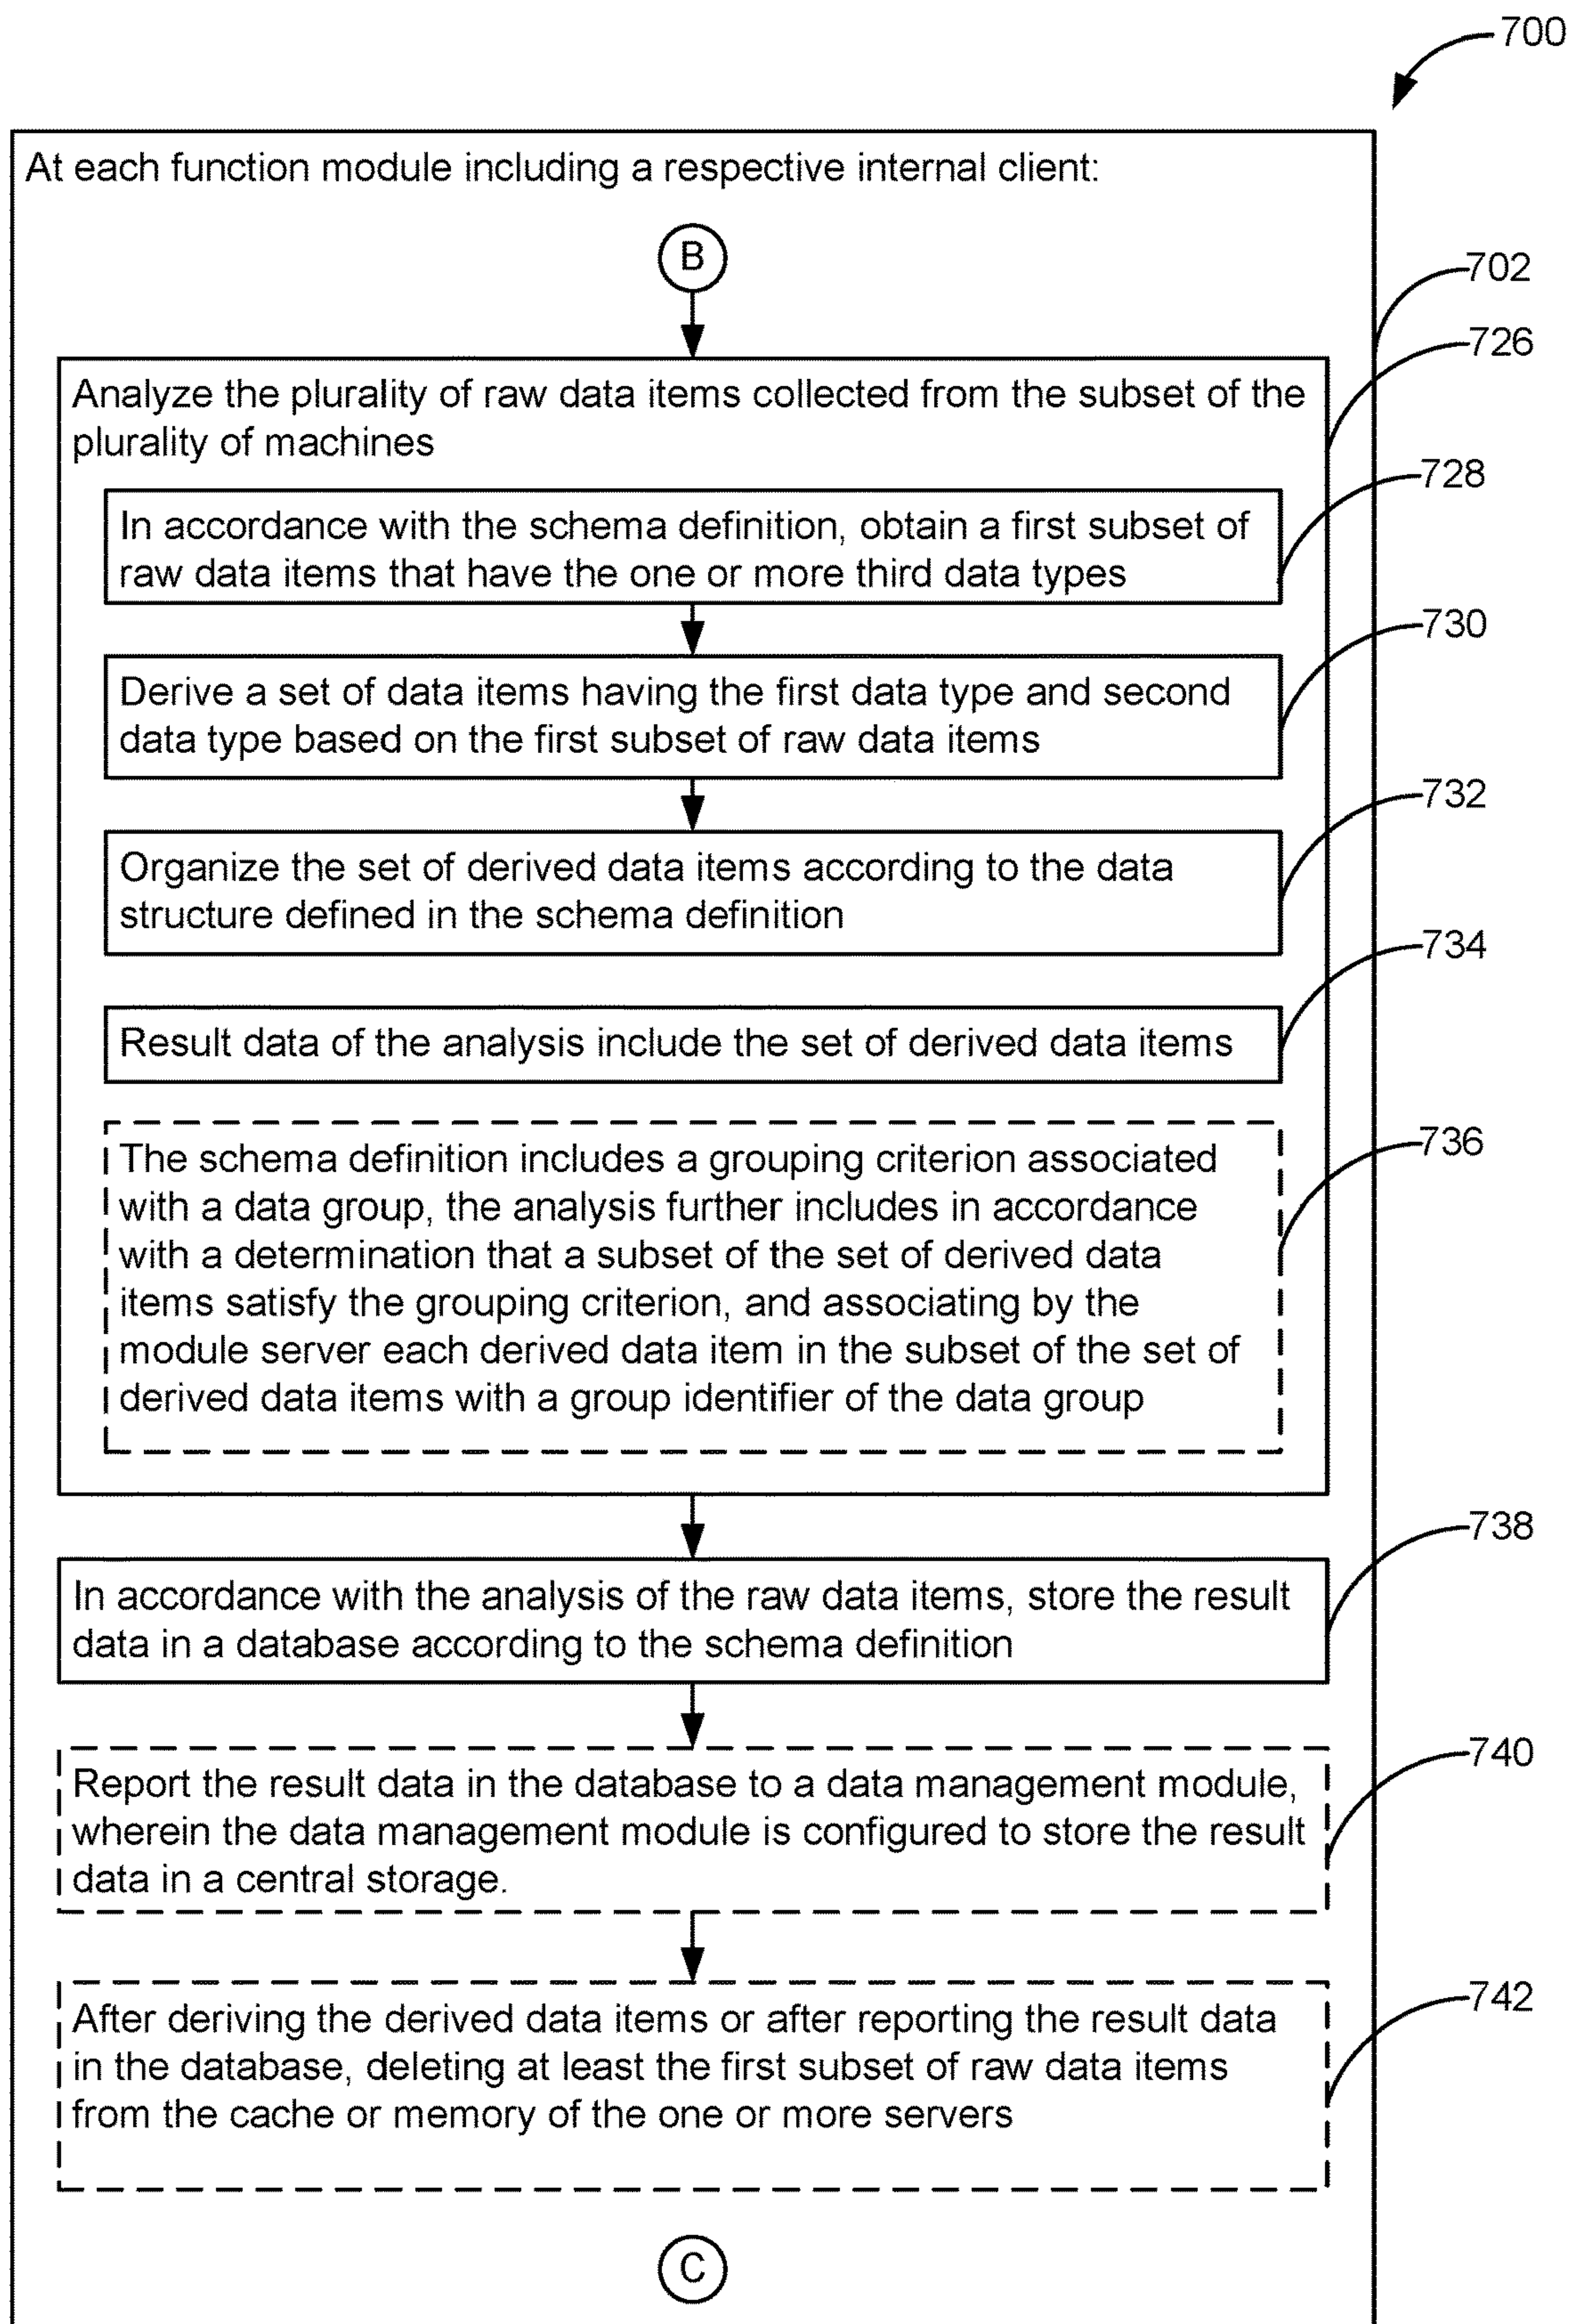 700
At each function module including a respective internal client:
B
702
726
Analyze the plurality of raw data items collected from the subset of the
plurality of machines
728
In accordance with the schema definition, obtain a first subset of
raw data items that have the one or more third data types
730
Derive a set of data items having the first data type and second
data type based on the first subset of raw data items
732
Organize the set of derived data items according to the data
structure defined in the schema definition
734
Result data of the analysis include the set of derived data items
736
The schema definition includes a grouping criterion associated
with a data group, the analysis further includes in accordance
with a determination that a subset of the set of derived data
items satisfy the grouping criterion, and associating by the
module server each derived data item in the subset of the set of
derived data items with a group identifier of the data group
738
In accordance with the analysis of the raw data items, store the result
data in a database according to the schema definition
740
Report the result data in the database to a data management module,
wherein the data management module is configured to store the result
data in a central storage.
742
After deriving the derived data items or after reporting the result data
in the database, deleting at least the first subset of raw data items
from the cache or memory of the one or more servers
C